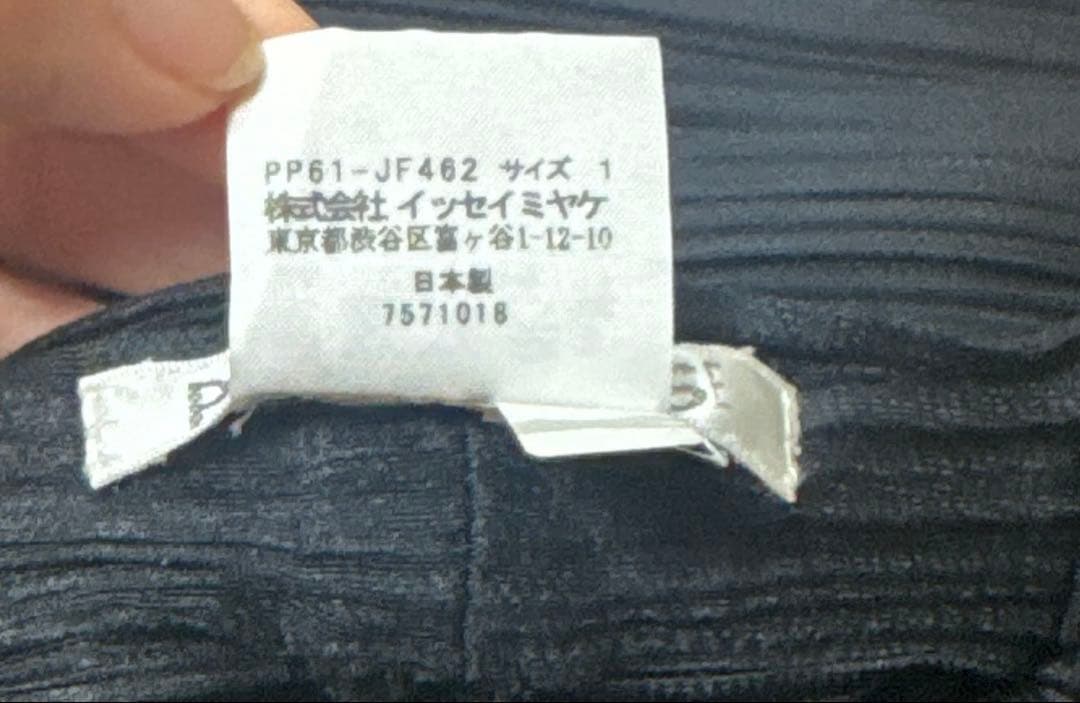 PP61-JF462 サイズ 1
株式会社 イッセイミヤケ
東京都渋谷区富ヶ谷1-12-10
日本製
7571018